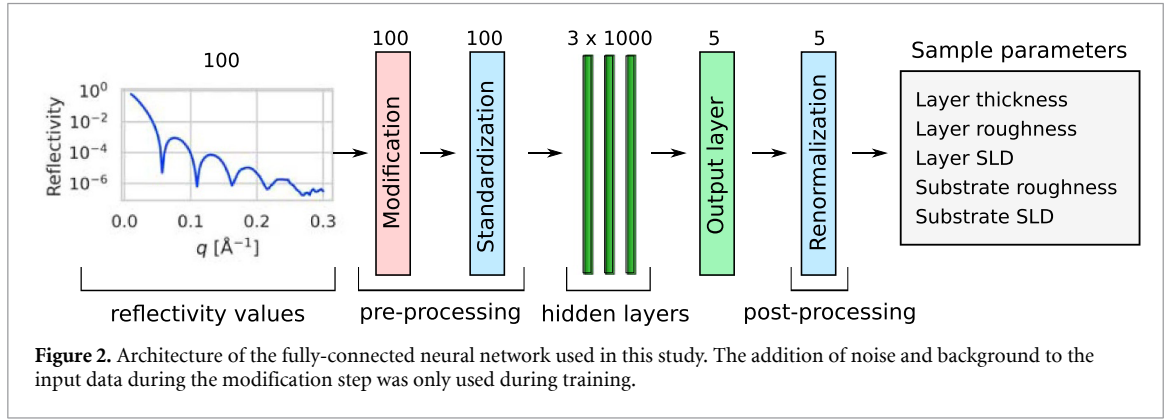 100
100
100
3 x 1000
5
5
Sample parameters
Reflectivity
10⁰
10⁻²
10⁻⁴
10⁻⁶
0.0
0.1
0.2
0.3
q [Å⁻¹]
Modification
Standardization
Output layer
Renormalization
Layer thickness
Layer roughness
Layer SLD
Substrate roughness
Substrate SLD
reflectivity values
pre-processing
hidden layers
post-processing
Figure 2. Architecture of the fully-connected neural network used in this study. The addition of noise and background to the
input data during the modification step was only used during training.